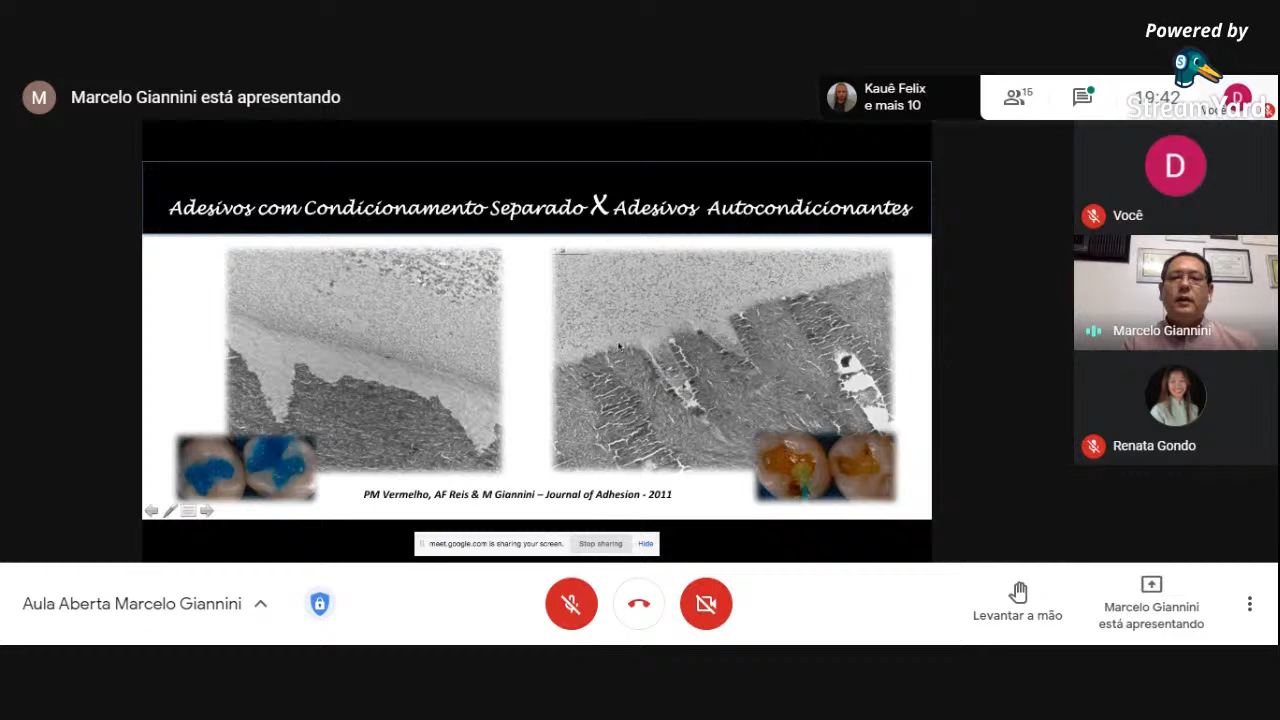 Powered by
StreamYard
M
Marcelo Giannini está apresentando
Kauê Felix
e mais 10
15
19:42
D
Você
Adesivos com Condicionamento Separado X Adesivos Autocondicionantes
D
Você
Marcelo Giannini
Renata Gondo
PM Vermelho, AF Reis & M Giannini – Journal of Adhesion - 2011
meet.google.com is sharing your screen.
Stop sharing
Hide
Aula Aberta Marcelo Giannini
Levantar a mão
Marcelo Giannini
está apresentando